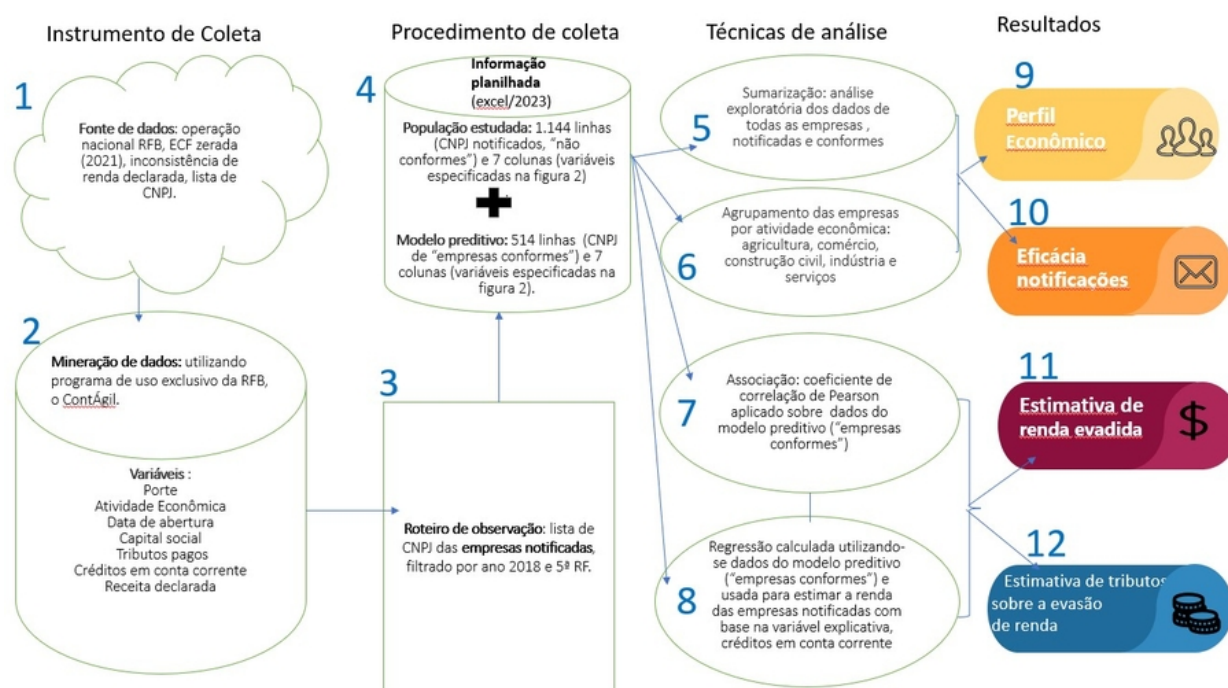 Instrumento de Coleta
1
Fonte de dados: operação
nacional RFB, ECF zerada
(2021), inconsistência de
renda declarada, lista de
CNPJ.
2
Mineração de dados: utilizando
programa de uso exclusivo da RFB,
o ContÁgil.
Variáveis :
Porte
Atividade Econômica
Data de abertura
Capital social
Tributos pagos
Créditos em conta corrente
Receita declarada
Procedimento de coleta
3
Roteiro de observação: lista de
CNPJ das empresas notificadas,
filtrado por ano 2018 e 5ª RF.
4
Informação
planilhada
(excel/2023)
População estudada: 1.144 linhas
(CNPJ notificados, “não
conformes”) e 7 colunas (variáveis
especificadas na figura 2)
Modelo preditivo: 514 linhas (CNPJ
de “empresas conformes”) e 7
colunas (variáveis especificadas na
figura 2).
Técnicas de análise
5
Sumarização: análise
exploratória dos dados de
todas as empresas ,
notificadas e conformes
6
Agrupamento das empresas
por atividade econômica:
agricultura, comércio,
construção civil, indústria e
serviços
7
Associação: coeficiente de
correlação de Pearson
aplicado sobre dados do
modelo preditivo (“empresas
conformes”)
8
Regressão calculada utilizando-
se dados do modelo preditivo
(“empresas conformes”) e
usada para estimar a renda
das empresas notificadas com
base na variável explicativa,
créditos em conta corrente
Resultados
9
Perfil
Econômico
10
Eficácia
notificações
11
Estimativa de
renda evadida
$
12
Estimativa de tributos
sobre a evasão
de renda